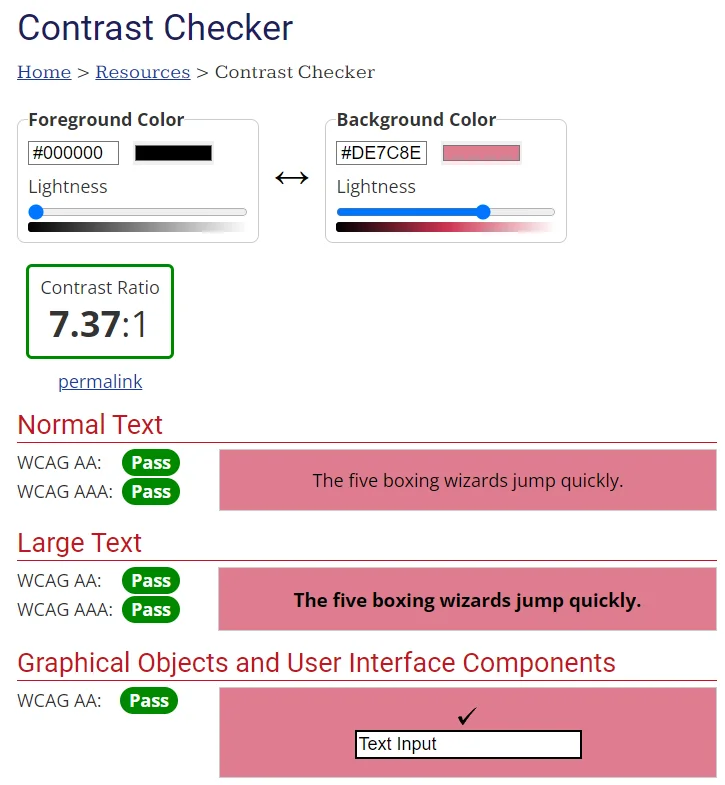 Contrast Checker
Home > Resources > Contrast Checker
Foreground Color
#000000
Lightness
↔
Background Color
#DE7C8E
Lightness
Contrast Ratio
7.37:1
permalink
Normal Text
WCAG AA: Pass
WCAG AAA: Pass
The five boxing wizards jump quickly.
Large Text
WCAG AA: Pass
WCAG AAA: Pass
The five boxing wizards jump quickly.
Graphical Objects and User Interface Components
WCAG AA: Pass
✓
Text Input